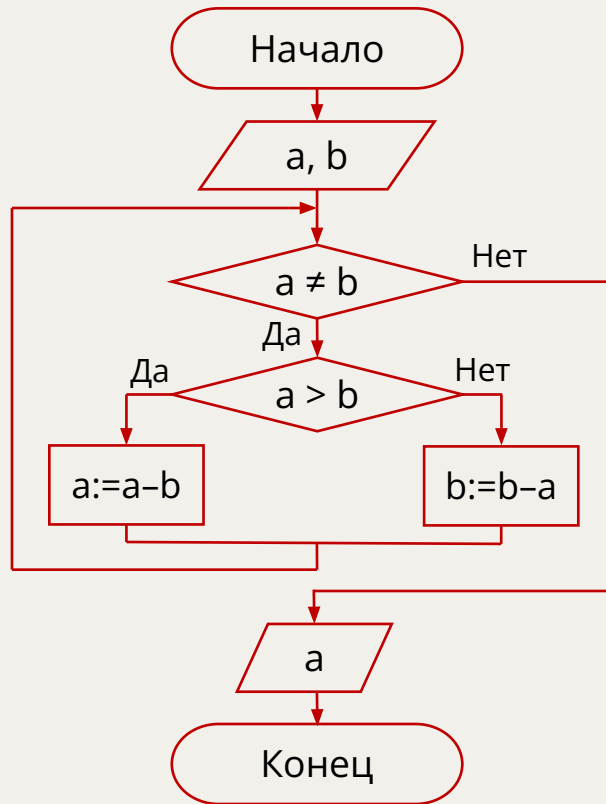 Начало
a, b
a ≠ b
Нет
Да
a > b
Да
Нет
a:=a–b
b:=b–a
a
Конец